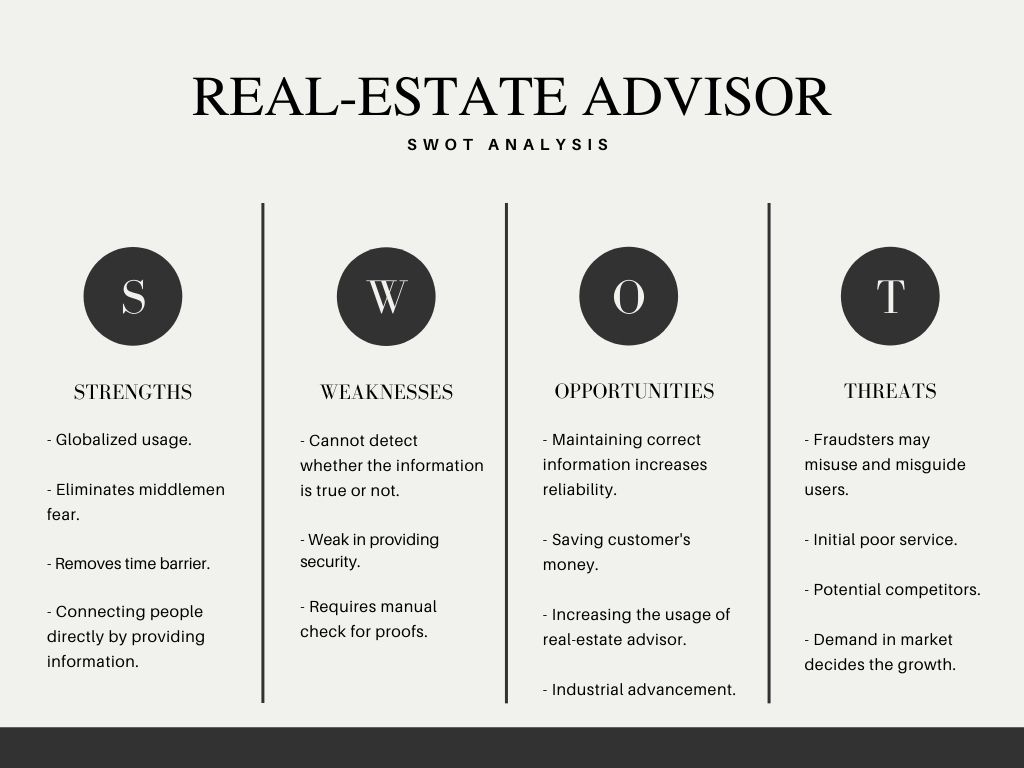 REAL-ESTATE ADVISOR
SWOT ANALYSIS
S
STRENGTHS
- Globalized usage.
- Eliminates middlemen
fear.
- Removes time barrier.
- Connecting people
directly by providing
information.
W
WEAKNESSES
- Cannot detect
whether the information
is true or not.
- Weak in providing
security.
- Requires manual
check for proofs.
O
OPPORTUNITIES
- Maintaining correct
information increases
reliability.
- Saving customer's
money.
- Increasing the usage of
real-estate advisor.
- Industrial advancement.
T
THREATS
- Fraudsters may
misuse and misguide
users.
- Initial poor service.
- Potential competitors.
- Demand in market
decides the growth.